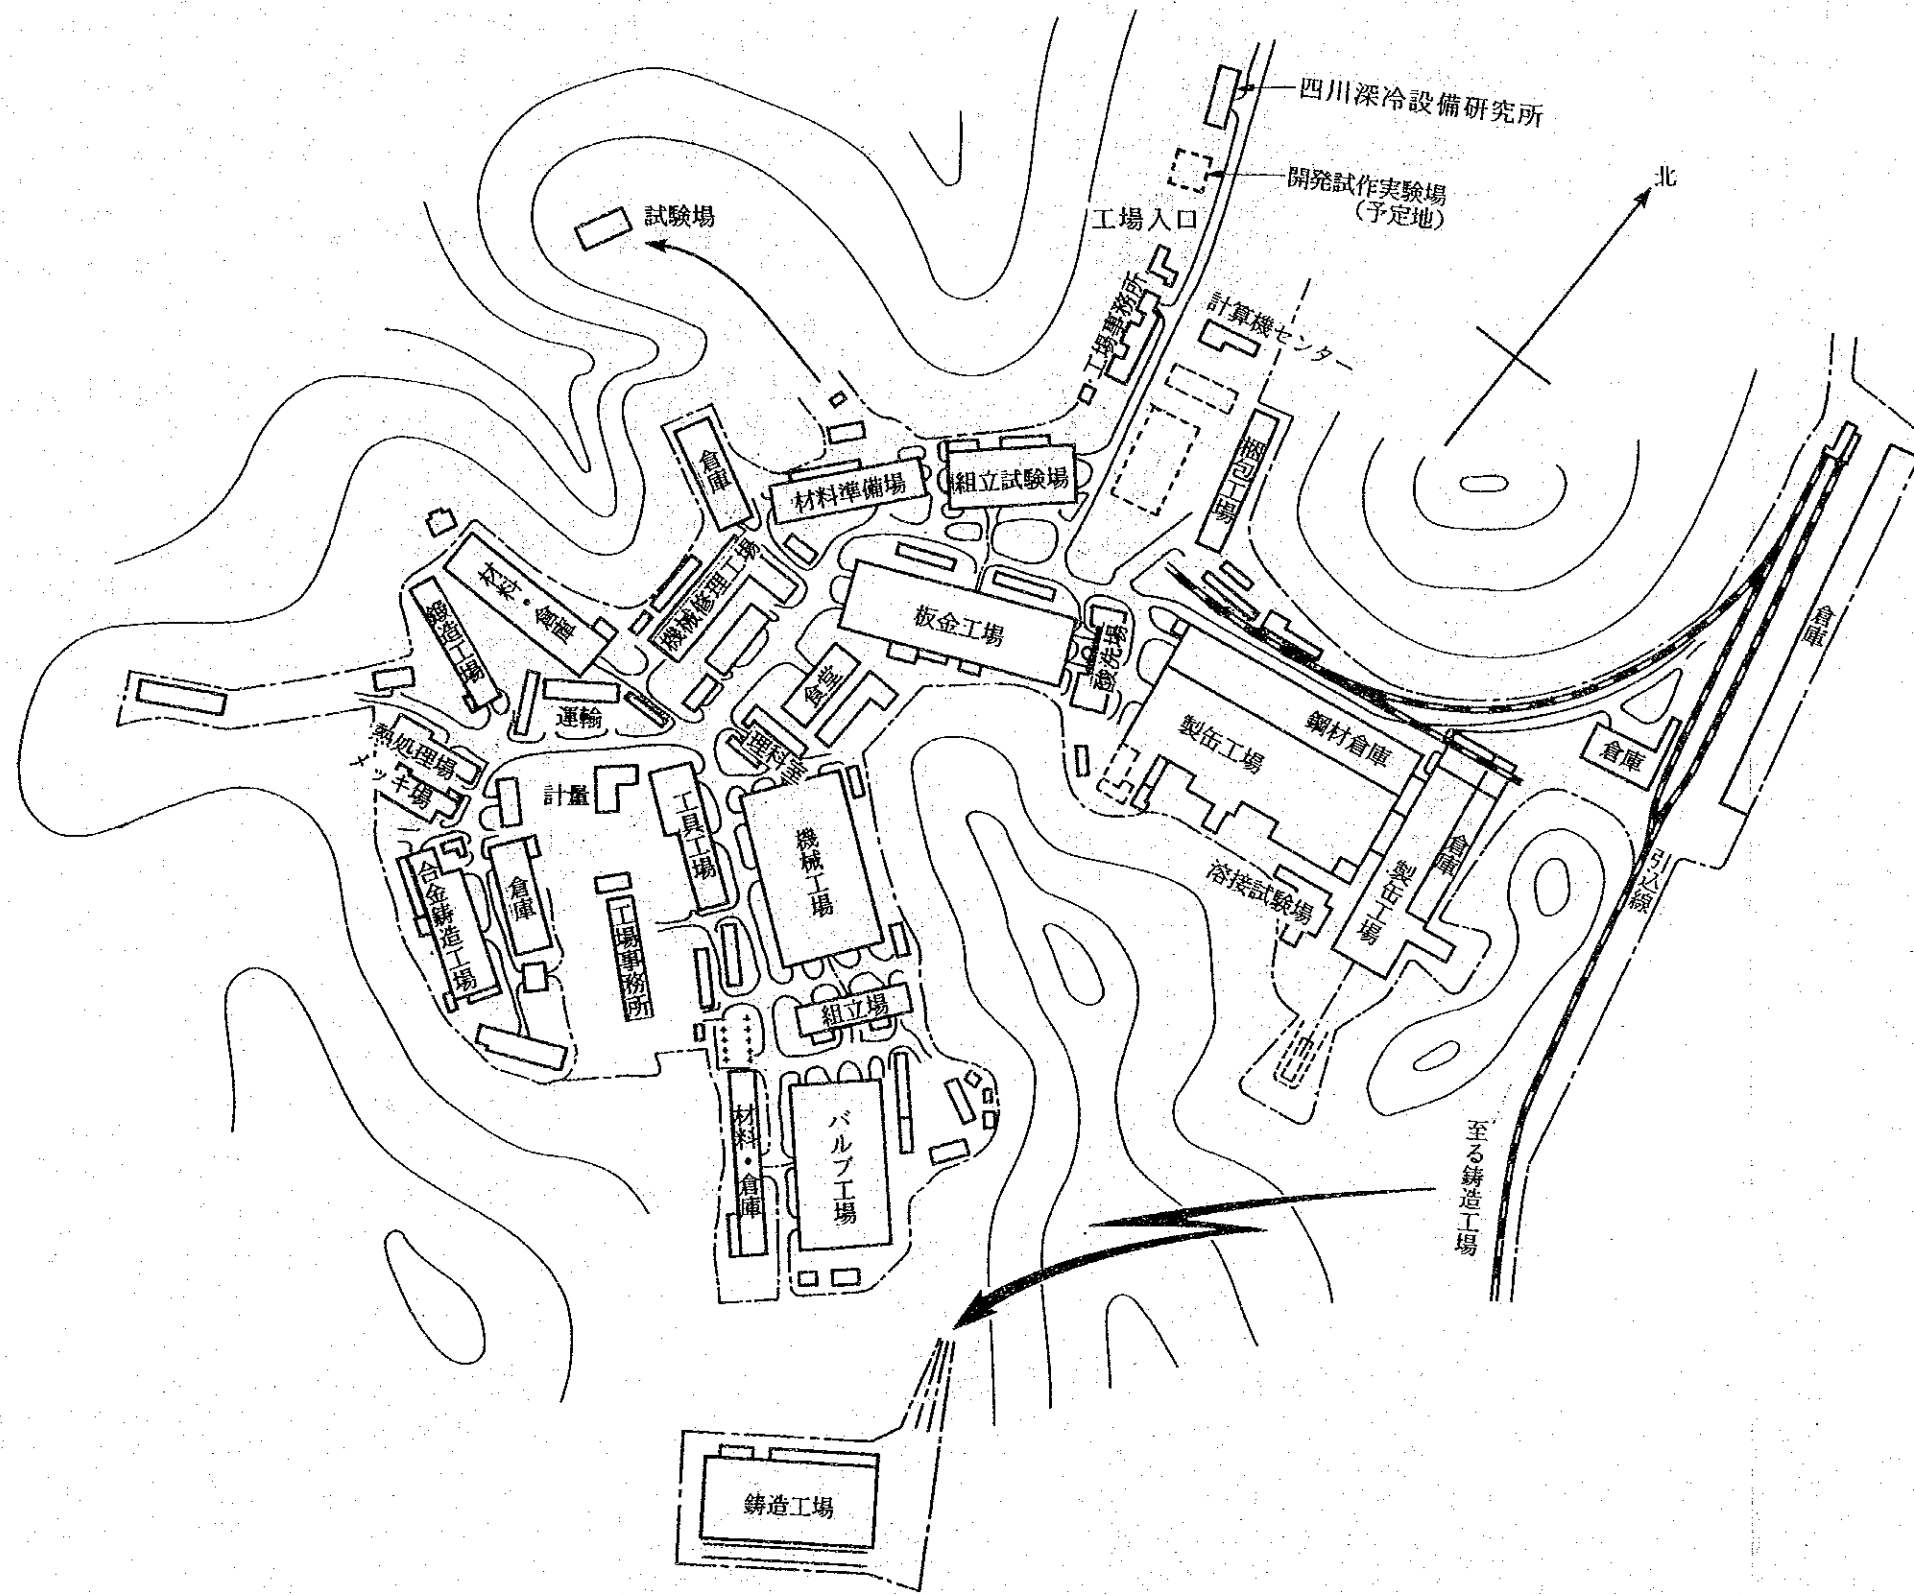 四川深冷設備研究所
開発試作実験場
(予定地)
北
試験場
工場入口
工場事務所
計算機センター
梱包工場
倉庫
材料準備場
組立試験場
機械修理工場
材料・倉庫
鍛造工場
板金工場
酸洗場
倉庫
食堂
運輸
理科室
熱処理場
メッキ場
計量
工具工場
機械工場
製缶工場
鋼材倉庫
倉庫
倉庫
製缶工場
溶接試験場
引込線
合金鋳造工場
倉庫
工場事務所
組立場
材料・倉庫
バルブ工場
至る鋳造工場
鋳造工場